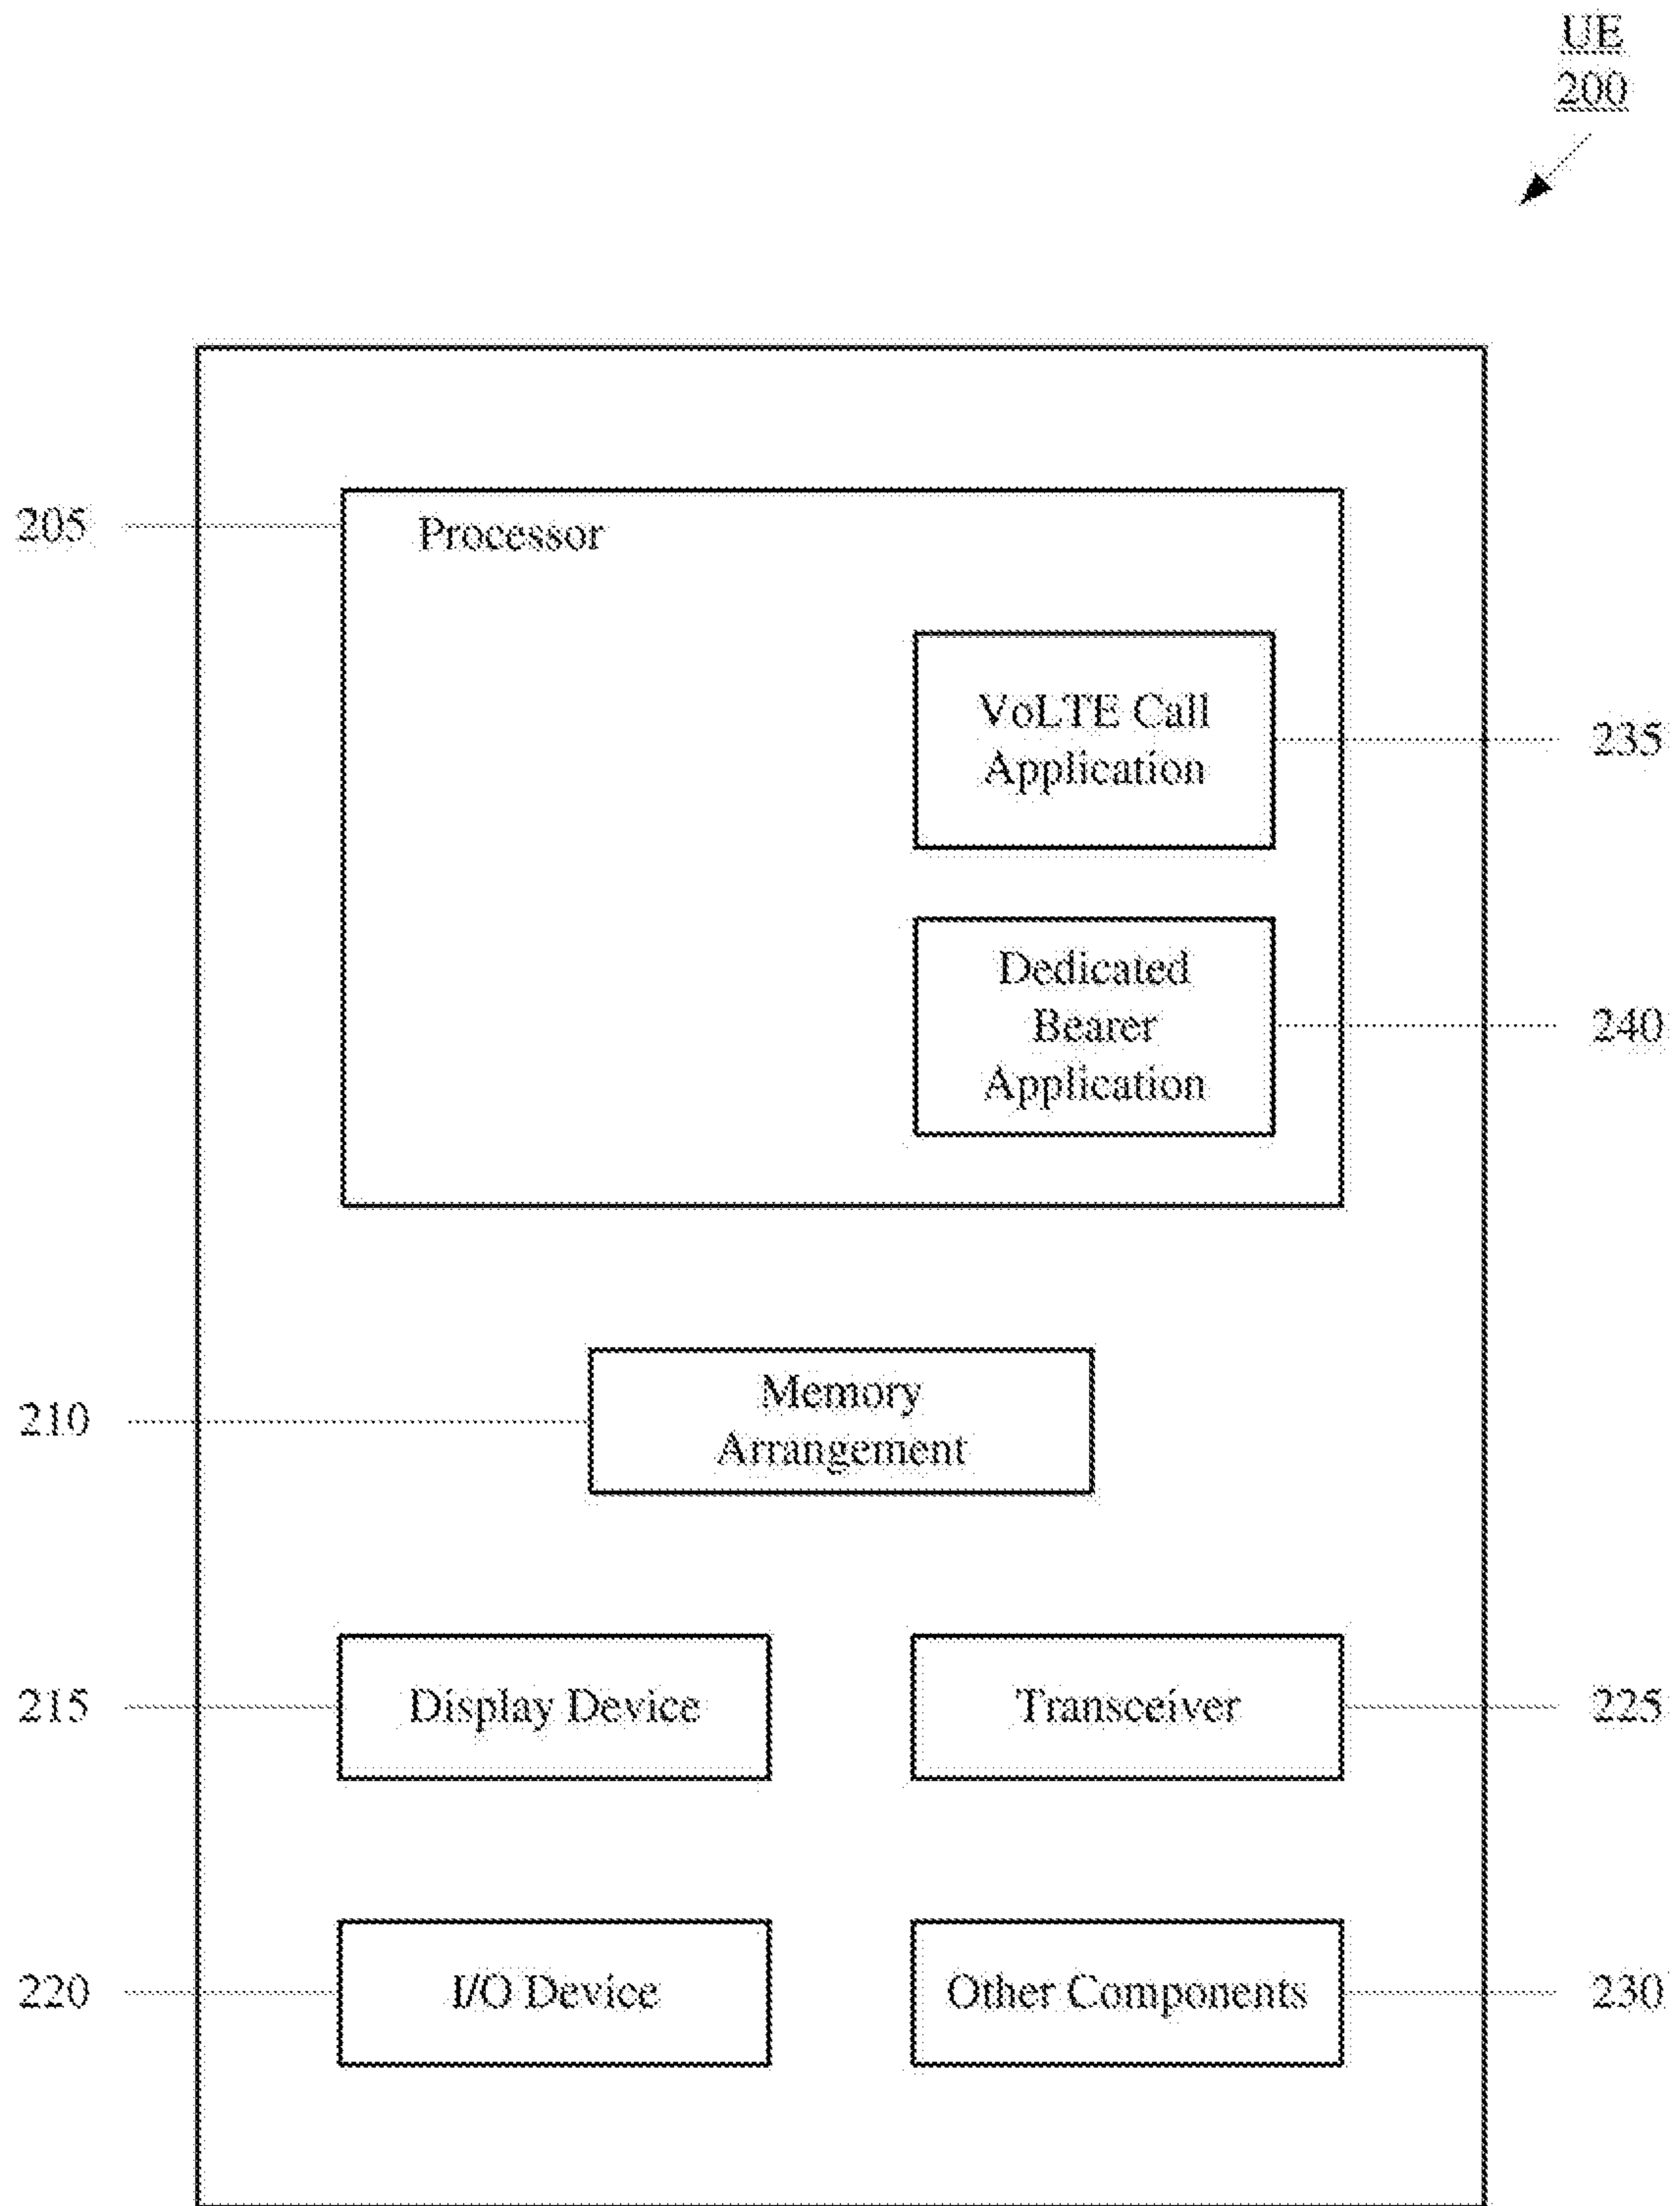 UE
200
205
Processor
VoLTE Call
Application
235
Dedicated
Bearer
Application
240
210
Memory
Arrangement
215
Display Device
Transceiver
225
220
I/O Device
Other Components
230